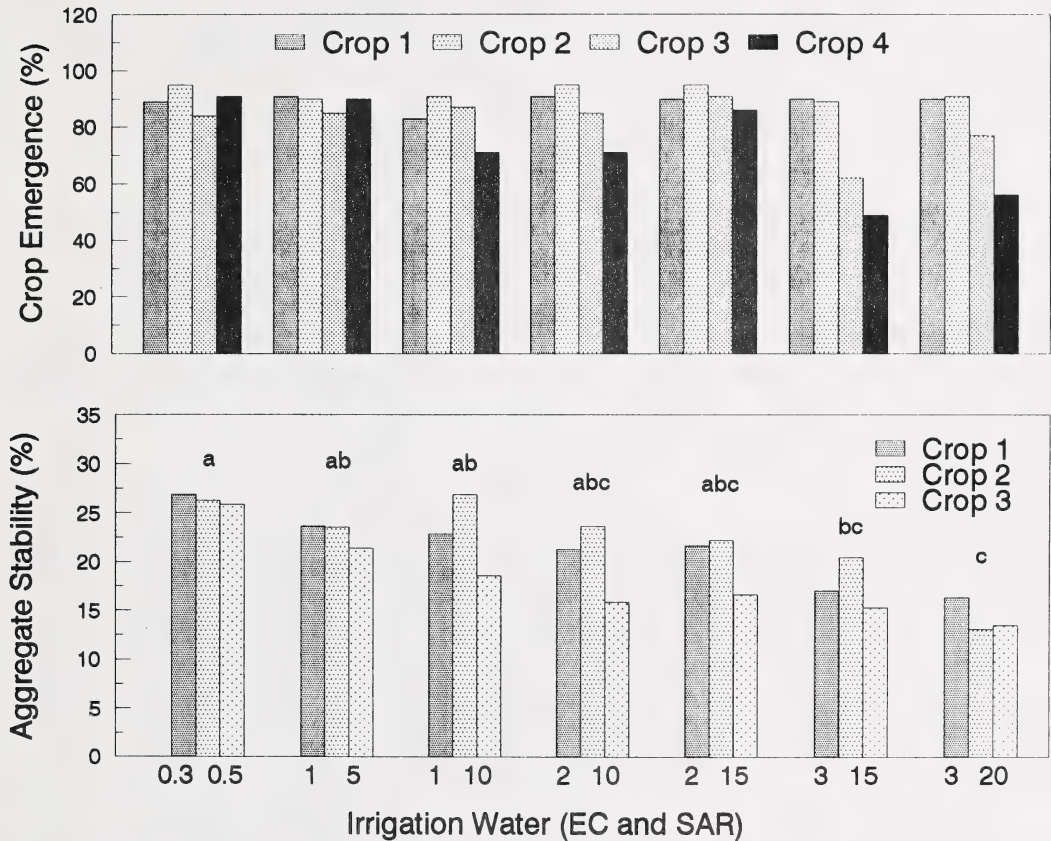 Crop Emergence (%)
120
100
80
60
40
20
0
Crop 1 Crop 2 Crop 3 Crop 4
Aggregate Stability (%)
35
30
25
20
15
10
5
0
a ab ab abc abc bc c
Crop 1
Crop 2
Crop 3
0.3 0.5 1 5 1 10 2 10 2 15 3 15 3 20
Irrigation Water (EC and SAR)